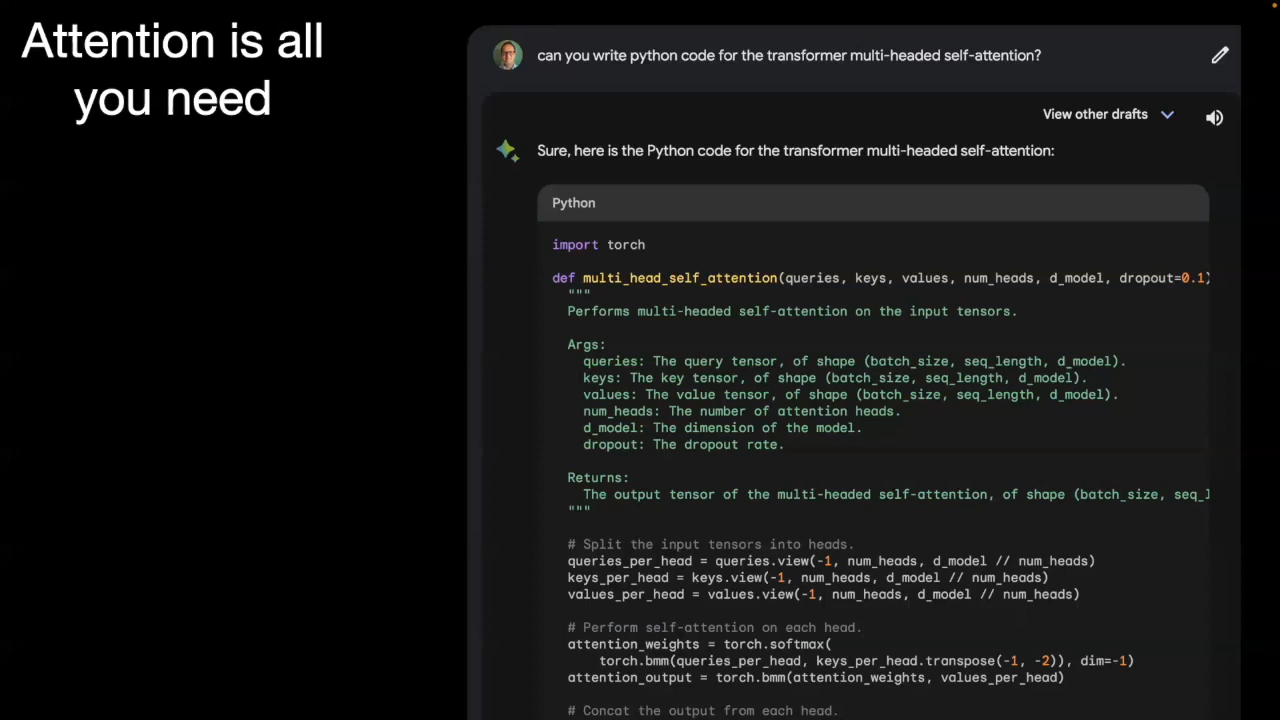 Attention is all
you need
can you write python code for the transformer multi-headed self-attention?
View other drafts
Sure, here is the Python code for the transformer multi-headed self-attention:
Python
import torch
def multi_head_self_attention(queries, keys, values, num_heads, d_model, dropout=0.1)
"""
Performs multi-headed self-attention on the input tensors.
Args:
queries: The query tensor, of shape (batch_size, seq_length, d_model).
keys: The key tensor, of shape (batch_size, seq_length, d_model).
values: The value tensor, of shape (batch_size, seq_length, d_model).
num_heads: The number of attention heads.
d_model: The dimension of the model.
dropout: The dropout rate.
Returns:
The output tensor of the multi-headed self-attention, of shape (batch_size, seq_l
"""
# Split the input tensors into heads.
queries_per_head = queries.view(-1, num_heads, d_model // num_heads)
keys_per_head = keys.view(-1, num_heads, d_model // num_heads)
values_per_head = values.view(-1, num_heads, d_model // num_heads)
# Perform self-attention on each head.
attention_weights = torch.softmax(
torch.bmm(queries_per_head, keys_per_head.transpose(-1, -2)), dim=-1)
attention_output = torch.bmm(attention_weights, values_per_head)
# Concat the output from each head.